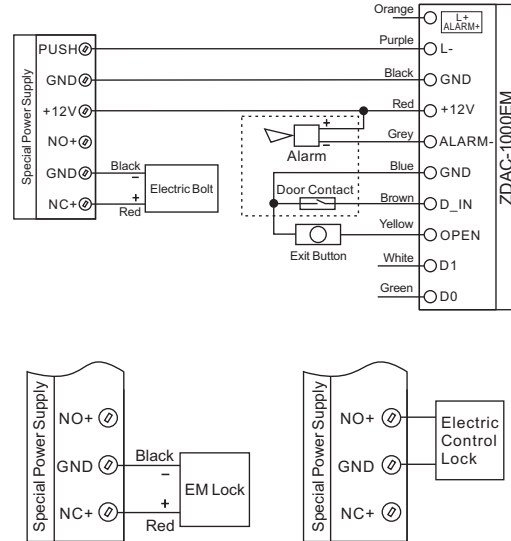 Orange
L+
ALARM+
PUSH
Purple
L-
GND
Black
GND
+12V
Red
+12V
NO+
+
−
Alarm
Grey
ALARM-
GND
Black
−
Electric Bolt
Blue
GND
NC+
+
Red
Door Contact
Brown
D_IN
Yellow
OPEN
Exit Button
White
D1
Green
D0
Special Power Supply
ZDAC-1000EM
Special Power Supply
NO+
GND
Black
−
EM Lock
NC+
+
Red
Special Power Supply
NO+
GND
NC+
Electric
Control
Lock